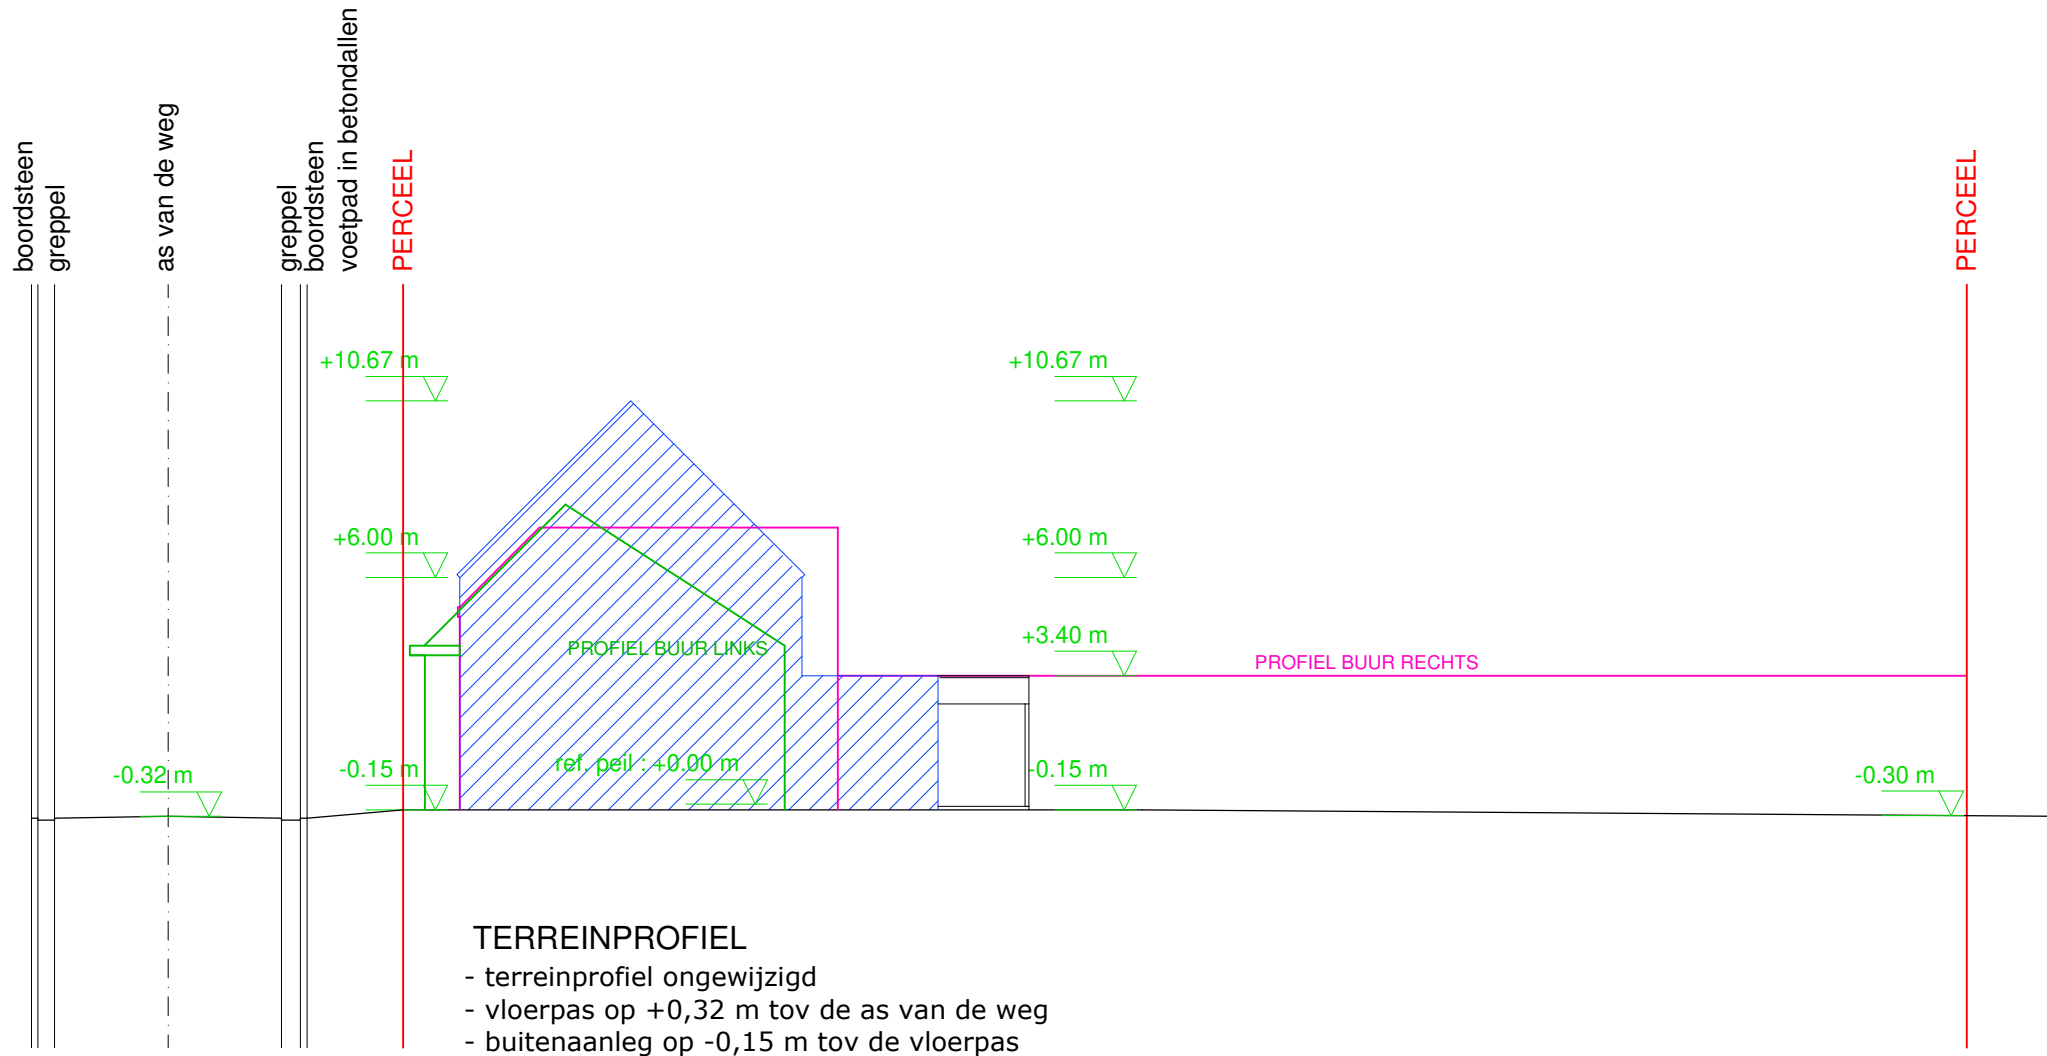 boordsteen
greppel
as van de weg
greppel
boordsteen
voetpad in betondallen
PERCEEL
PERCEEL
+10.67 m
+10.67 m
+6.00 m
+6.00 m
+3.40 m
PROFIEL BUUR LINKS
PROFIEL BUUR RECHTS
ref. peil : +0.00 m
-0.32 m
-0.15 m
-0.15 m
-0.30 m
TERREINPROFIEL
- terreinprofiel ongewijzigd
- vloerpas op +0,32 m tov de as van de weg
- buitenaanleg op -0,15 m tov de vloerpas